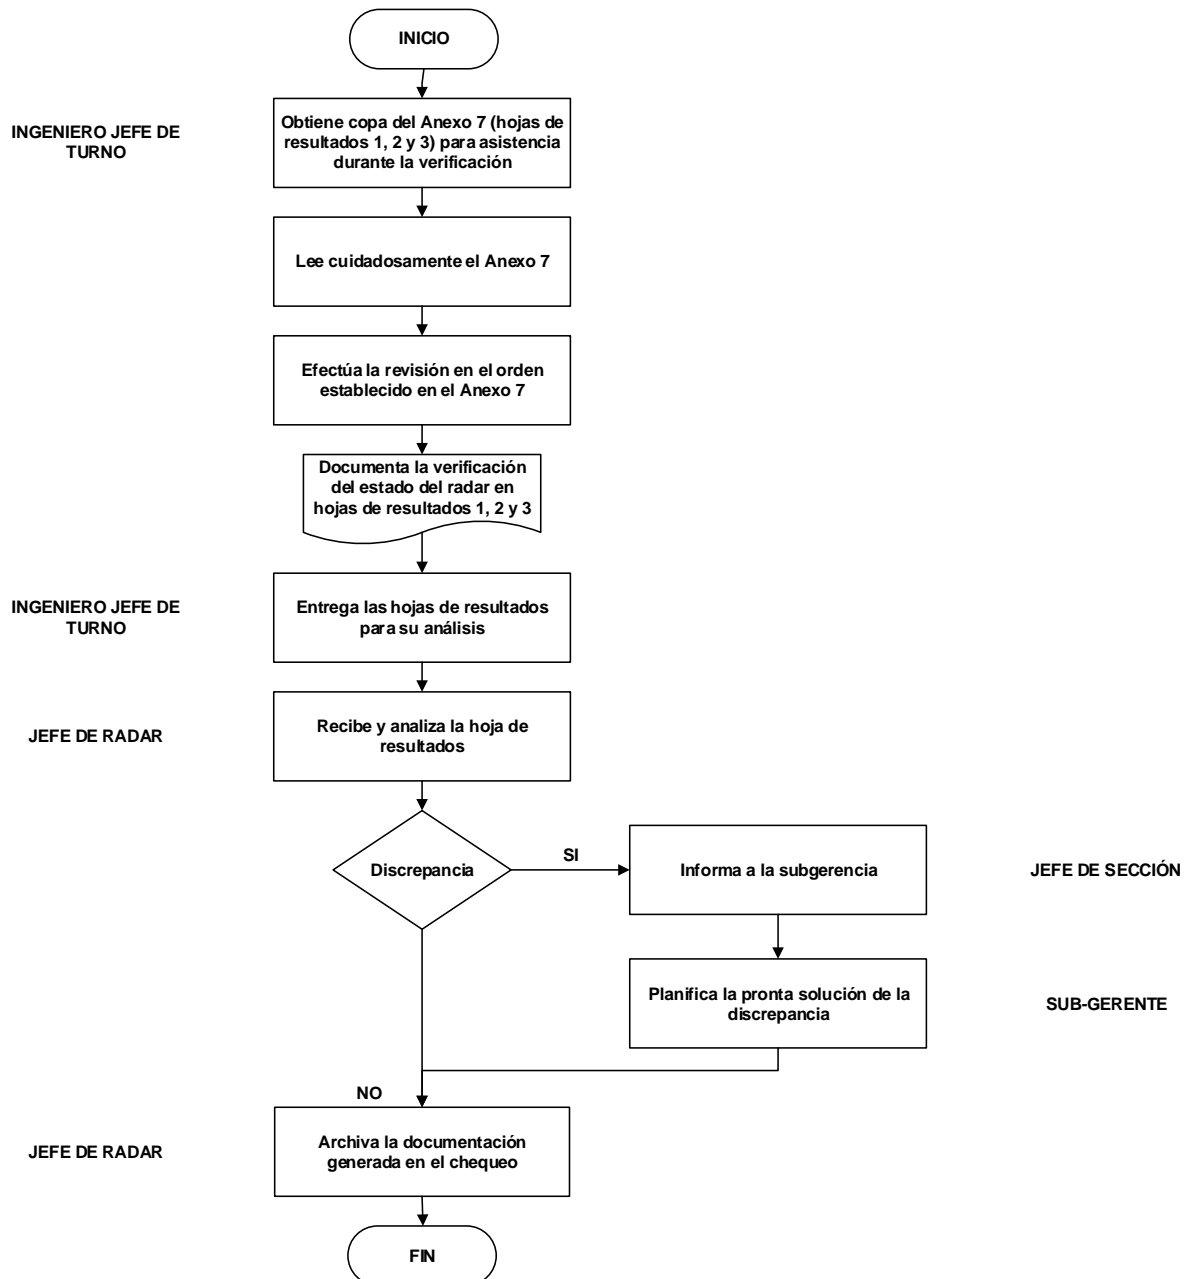 INICIO
INGENIERO JEFE DE
TURNO
Obtiene copa del Anexo 7 (hojas de
resultados 1, 2 y 3) para asistencia
durante la verificación
Lee cuidadosamente el Anexo 7
Efectúa la revisión en el orden
establecido en el Anexo 7
Documenta la verificación
del estado del radar en
hojas de resultados 1, 2 y 3
INGENIERO JEFE DE
TURNO
Entrega las hojas de resultados
para su análisis
JEFE DE RADAR
Recibe y analiza la hoja de
resultados
Discrepancia
SI
Informa a la subgerencia
JEFE DE SECCIÓN
Planifica la pronta solución de la
discrepancia
SUB-GERENTE
NO
JEFE DE RADAR
Archiva la documentación
generada en el chequeo
FIN